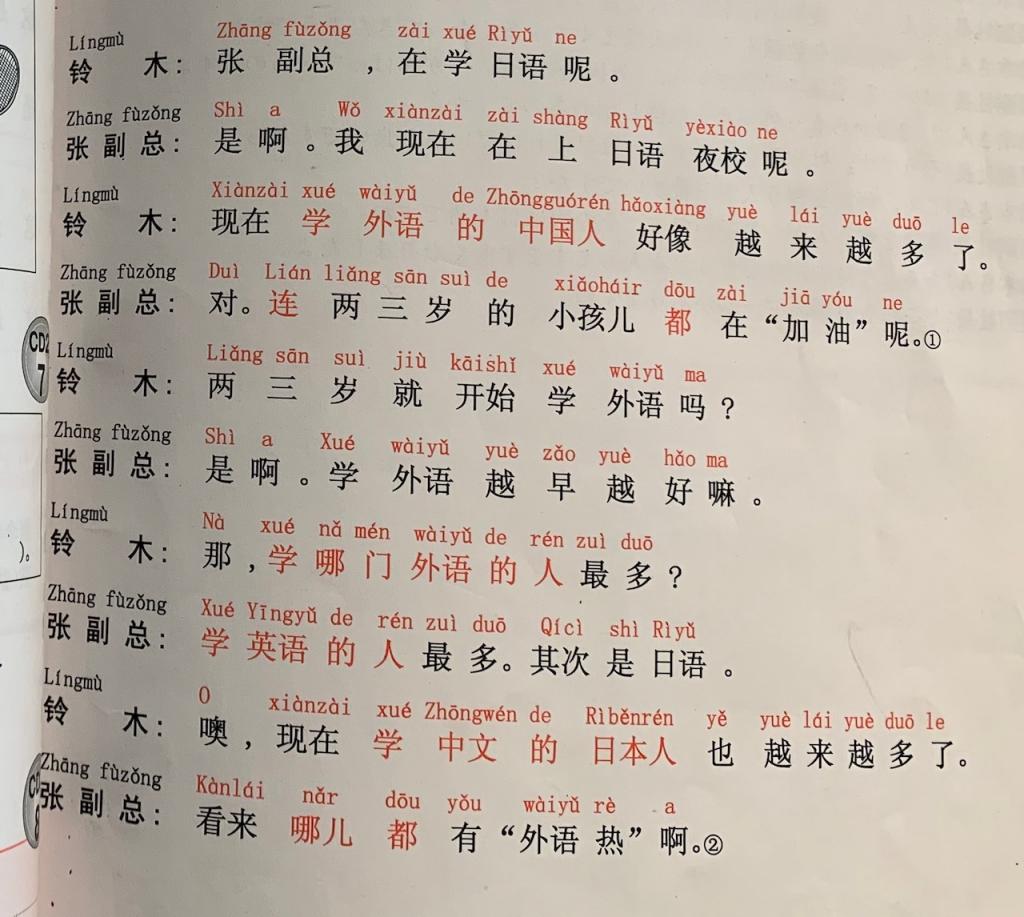 Língmù Zhāng fùzǒng zài xué Rìyǔ ne
铃 木： 张 副总 ，在 学 日语 呢 。
Zhāng fùzǒng Shì a Wǒ xiànzài zài shàng Rìyǔ yèxiào ne
张 副 总： 是 啊 。我 现在 在 上 日语 夜校 呢 。
Língmù Xiànzài xué wàiyǔ de Zhōngguórén hǎoxiàng yuè lái yuè duō le
铃 木： 现在 学 外语 的 中国人 好像 越 来 越 多 了。
Zhāng fùzǒng Duì Lián liǎng sān suì de xiǎoháir dōu zài jiā yóu ne
张 副 总： 对。连 两 三 岁 的 小孩儿 都 在 “加 油” 呢。①
CD2
7
Língmù Liǎng sān suì jiù kāishǐ xué wàiyǔ ma
铃 木： 两 三 岁 就 开始 学 外语 吗 ？
Zhāng fùzǒng Shì a Xué wàiyǔ yuè zǎo yuè hǎo ma
张 副 总： 是 啊 。学 外语 越 早 越 好 嘛 。
Língmù Nà xué nǎ mén wàiyǔ de rén zuì duō
铃 木： 那 ，学 哪 门 外语 的 人 最 多 ？
)。
Zhāng fùzǒng Xué Yīngyǔ de rén zuì duō Qícì shì Rìyǔ
张 副 总： 学 英语 的 人 最 多。其次 是 日语 。
Língmù O xiànzài xué Zhōngwén de Rìběnrén yě yuè lái yuè duō le
铃 木： 噢 ，现在 学 中文 的 日本人 也 越 来 越 多 了。
Zhāng fùzǒng Kànlái nǎr dōu yǒu wàiyǔ rè a
张 副 总： 看来 哪儿 都 有 “外语 热” 啊。②
8